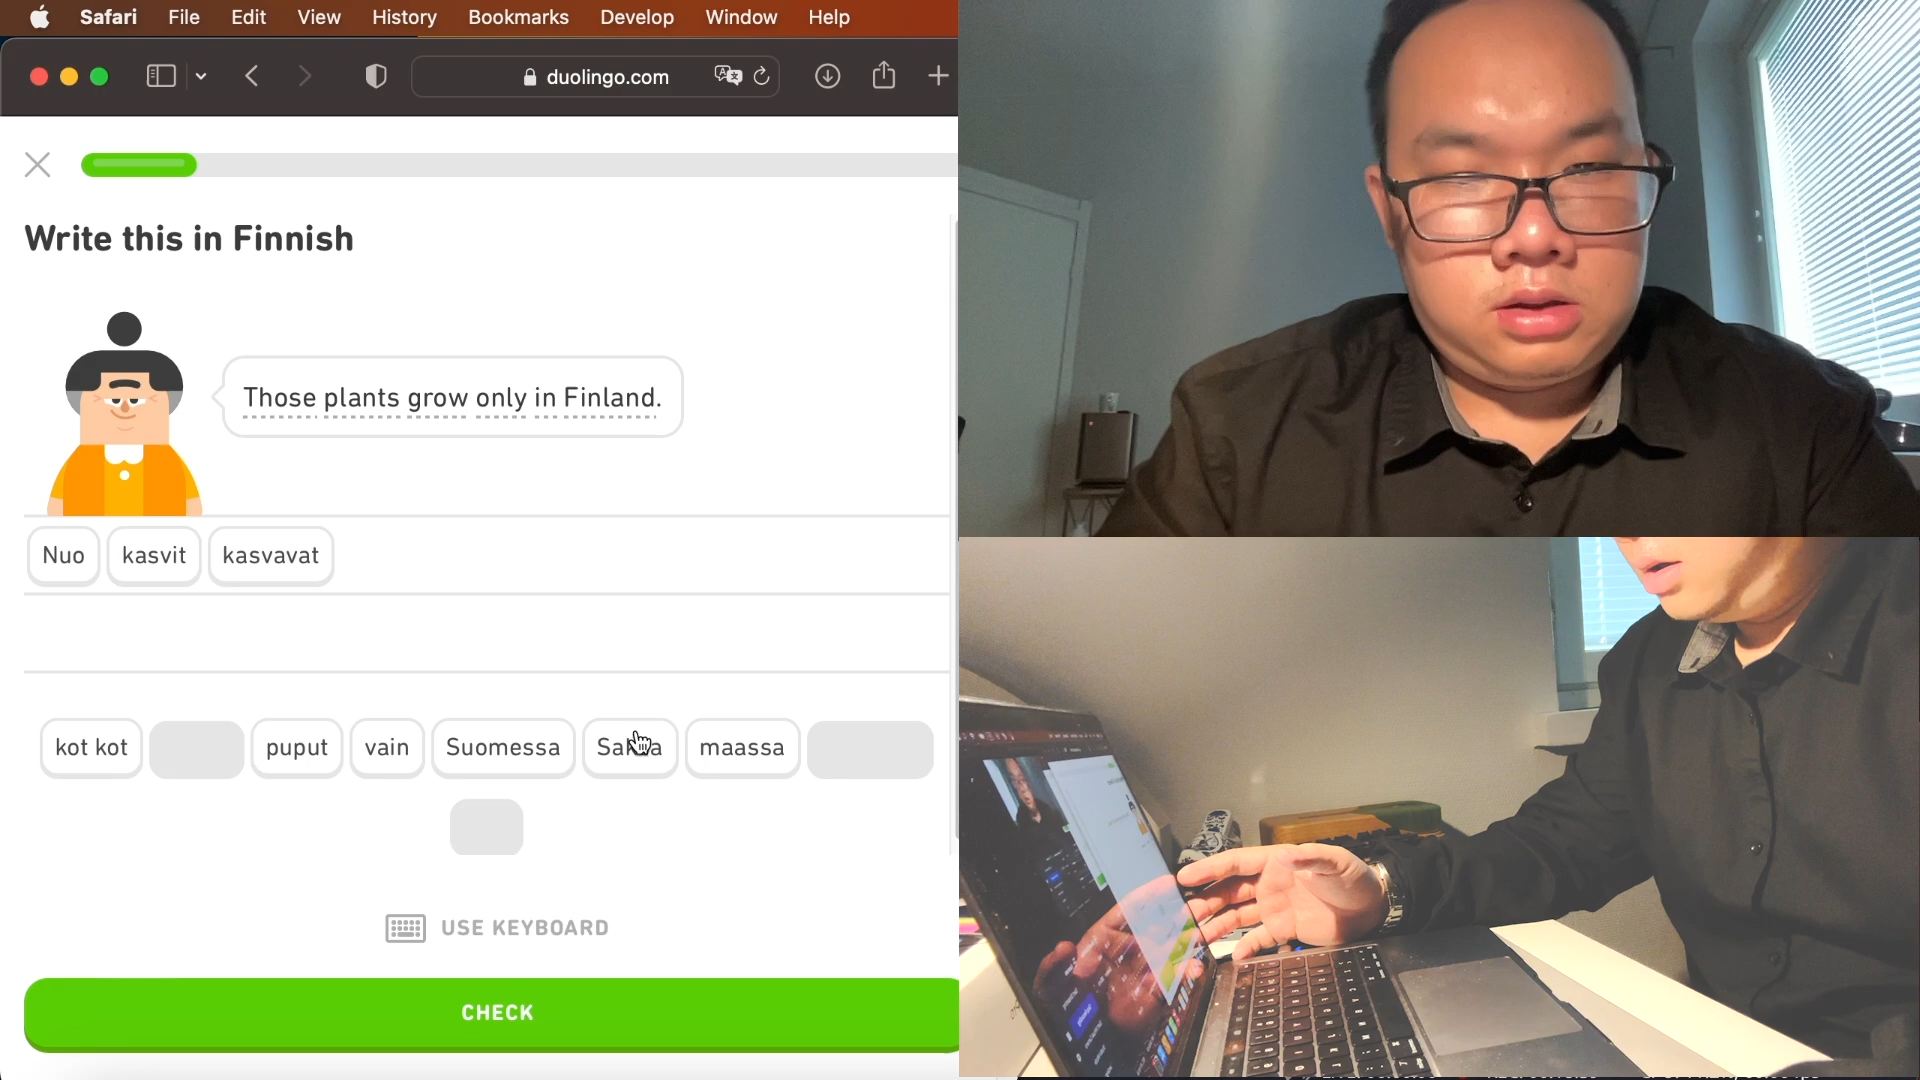 Safari File Edit View History Bookmarks Develop Window Help
duolingo.com
Write this in Finnish
Those plants grow only in Finland.
Nuo kasvit kasvavat
kot kot puput vain Suomessa maassa
USE KEYBOARD
CHECK